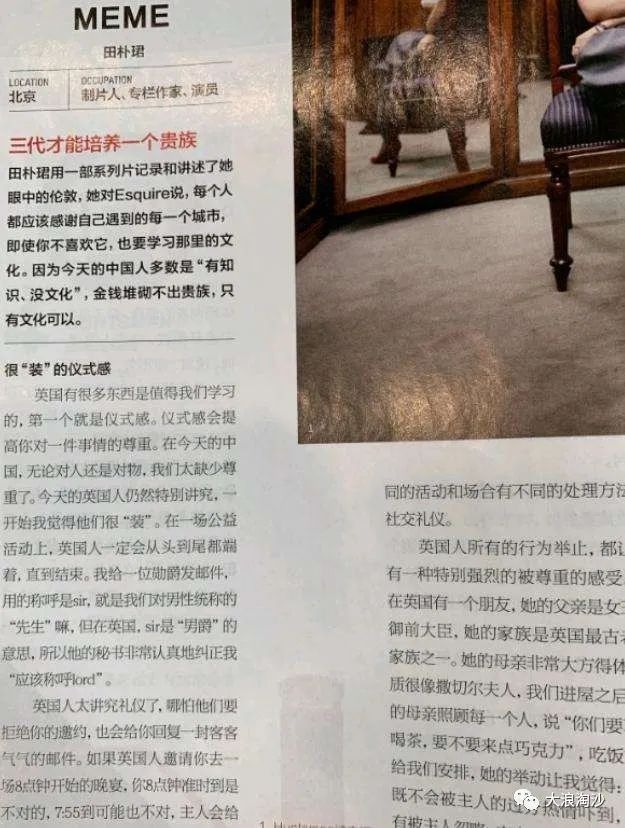 MEME
田朴珺
LOCATION
北京
OCCUPATION
制片人、专栏作家、演员
三代才能培养一个贵族
田朴珺用一部系列片记录和讲述了她
眼中的伦敦，她对Esquire说，每个人
都应该感谢自己遇到的每一个城市，
即使你不喜欢它，也要学习那里的文
化。因为今天的中国人多数是“有知
识、没文化”，金钱堆砌不出贵族，只
有文化可以。
很“装”的仪式感
英国有很多东西是值得我们学习
的，第一个就是仪式感。仪式感会提
高你对一件事情的尊重。在今天的中
国，无论对人还是对物，我们太缺少尊
重了。今天的英国人仍然特别讲究，一
开始我觉得他们很“装”。在一场公益
活动上，英国人一定会从头到尾都端
着，直到结束。我给一位勋爵发邮件，
用的称呼是sir，就是我们对男性统称的
“先生”嘛，但在英国，sir是“男爵”的
意思，所以他的秘书非常认真地纠正我
“应该称呼lord”。
英国人太讲究礼仪了，哪怕他们要
拒绝你的邀约，也会给你回复一封客客
气气的邮件。如果英国人邀请你去一
场8点钟开始的晚宴，你8点钟准时到是
不对的，7:55到可能也不对，主人会给
同的活动和场合有不同的处理方法
社交礼仪。
英国人所有的行为举止，都让
有一种特别强烈的被尊重的感受
在英国有一个朋友，她的父亲是女王
御前大臣，她的家族是英国最古老
家族之一。她的母亲非常大方得体
质很像撒切尔夫人，我们进屋之后
的母亲照顾每一个人，说“你们要
喝茶，要不要来点巧克力”，吃饭
给我们安排，她的举动让我觉得：
既不会被主人的过分热情吓到，
有被主人忽略
大浪淘沙